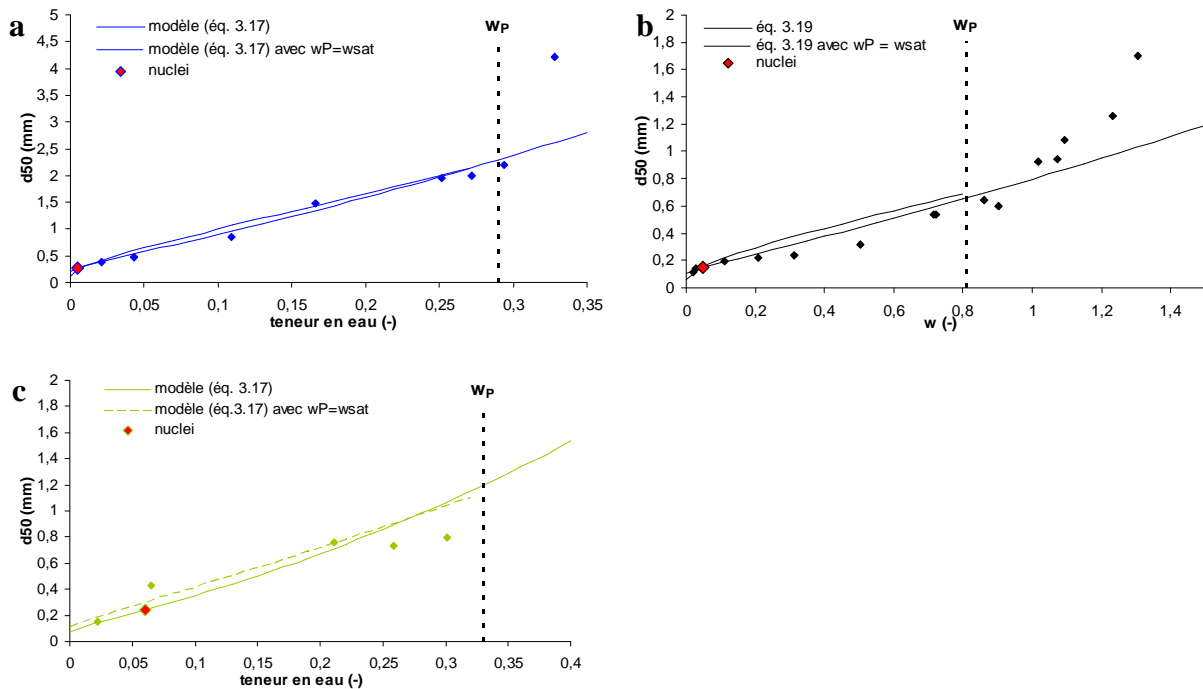 a
modèle (éq. 3.17)
modèle (éq. 3.17) avec wP=wsat
nuclei
wP
5
4,5
4
3,5
3
2,5
2
1,5
1
0,5
0
d50 (mm)
0 0,05 0,1 0,15 0,2 0,25 0,3 0,35
teneur en eau (-)
b
éq. 3.19
éq. 3.19 avec wP = wsat
nuclei
wP
2
1,8
1,6
1,4
1,2
1
0,8
0,6
0,4
0,2
0
d50 (mm)
0 0,2 0,4 0,6 0,8 1 1,2 1,4
w (-)
c
modèle (éq. 3.17)
modèle (éq.3.17) avec wP=wsat
nuclei
wP
2
1,8
1,6
1,4
1,2
1
0,8
0,6
0,4
0,2
0
d50 (mm)
0 0,05 0,1 0,15 0,2 0,25 0,3 0,35 0,4
teneur en eau (-)